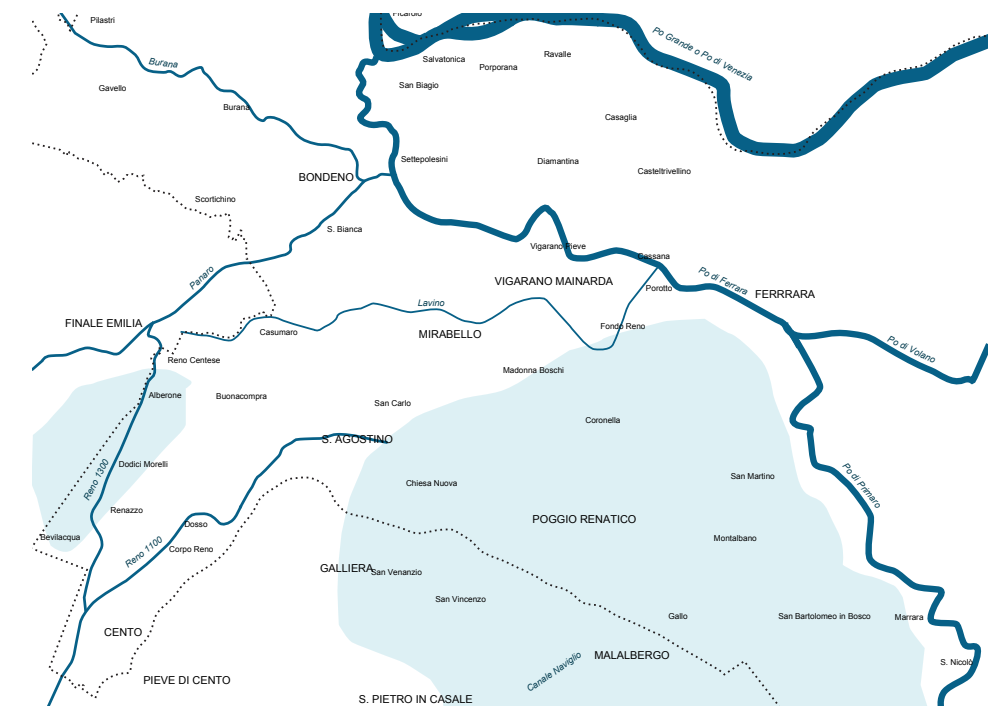 Ficarolo
Pilastri
Po Grande o Po di Venezia
Salvatonica
Ravalle
Porporana
Burana
Gavello
San Biagio
Burana
Casaglia
Settepolesini
Diamantina
Casteltrivellino
BONDENO
Scortichino
S. Bianca
Vigarano Pieve
Cassana
Panaro
VIGARANO MAINARDA
Po di Ferrara
Porotto
FERRRARA
Lavino
FINALE EMILIA
Casumaro
MIRABELLO
Fondo Reno
Po di Volano
Reno Centese
Madonna Boschi
Alberone
Buonacompra
San Carlo
Coronella
S. AGOSTINO
Dodici Morelli
Reno 1300
Chiesa Nuova
San Martino
Po di Primaro
Renazzo
Dosso
POGGIO RENATICO
Bevilacqua
Reno 1100
Corpo Reno
Montalbano
GALLIERA
San Venanzio
San Vincenzo
Gallo
San Bartolomeo in Bosco
Marrara
CENTO
MALALBERGO
S. Nicolò
Canale Naviglio
PIEVE DI CENTO
S. PIETRO IN CASALE